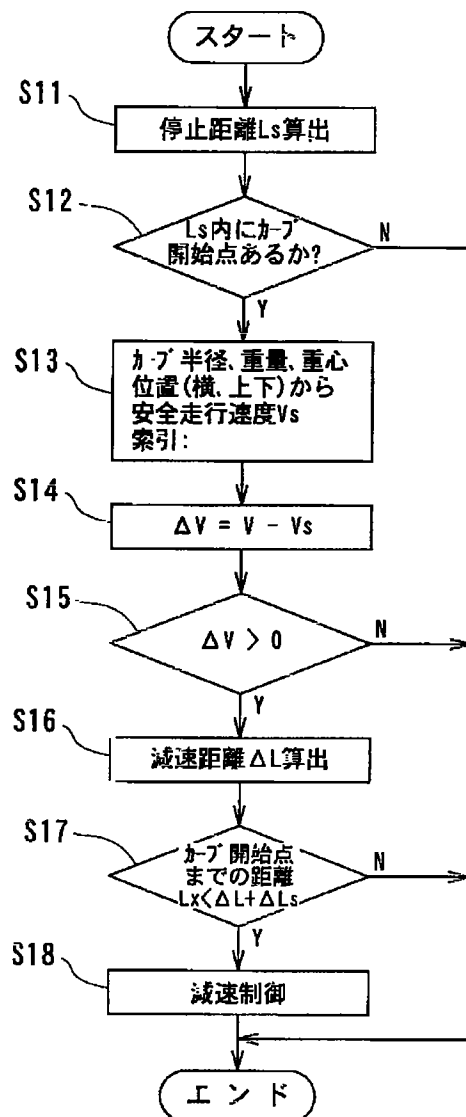 スタート
S11
停止距離Ls算出
S12
Ls内にカーブ
開始点あるか?
N
Y
S13
カーブ半径、重量、重心
位置(横、上下)から
安全走行速度Vs
索引:
S14
ΔV = V - Vs
S15
ΔV > 0
N
Y
S16
減速距離ΔL算出
S17
カーブ開始点
までの距離
Lx<ΔL+ΔLs
N
Y
S18
減速制御
エンド